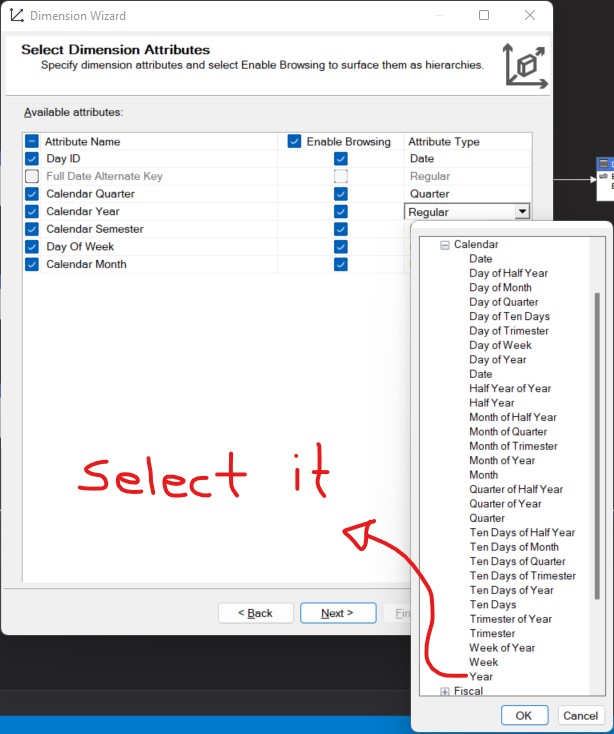 Dimension Wizard
Select Dimension Attributes
Specify dimension attributes and select Enable Browsing to surface them as hierarchies.
Available attributes:
Attribute Name Enable Browsing Attribute Type
Day ID Date
Full Date Alternate Key Regular
Calendar Quarter Quarter
Calendar Year Regular
Calendar Semester
Day Of Week
Calendar Month
Calendar
Date
Day of Half Year
Day of Month
Day of Quarter
Day of Ten Days
Day of Trimester
Day of Week
Day of Year
Date
Half Year of Year
Half Year
Month of Half Year
Month of Quarter
Month of Trimester
Month of Year
Month
Quarter of Half Year
Quarter of Year
Quarter
Ten Days of Half Year
Ten Days of Month
Ten Days of Quarter
Ten Days of Trimester
Ten Days of Year
Ten Days
Trimester of Year
Trimester
Week of Year
Week
Year
Fiscal
OK Cancel
select it
< Back Next > Fin